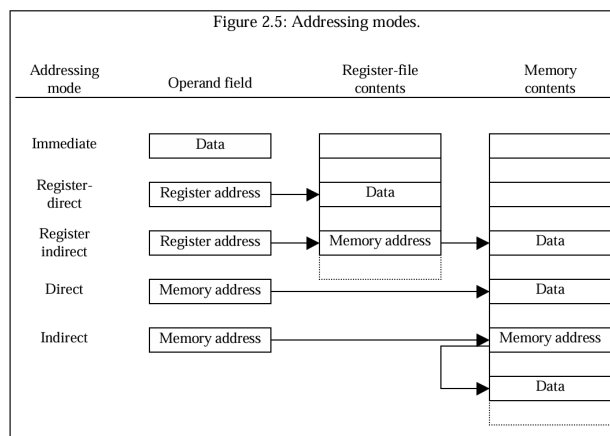 Figure 2.5: Addressing modes.
Addressing mode
Operand field
Register-file contents
Memory contents
Immediate
Data
Register-direct
Register address
Data
Register indirect
Register address
Memory address
Data
Direct
Memory address
Data
Indirect
Memory address
Memory address
Data